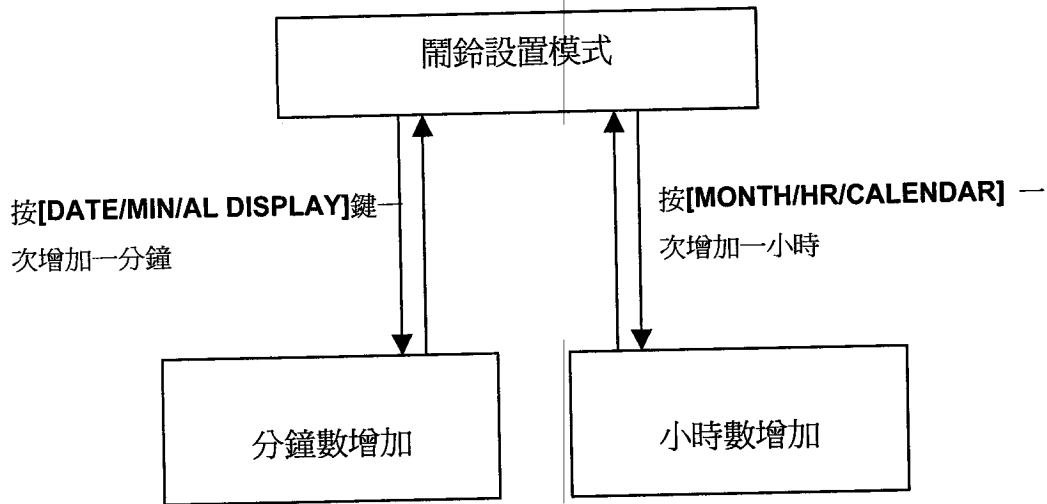 鬧鈴設置模式
按[DATE/MIN/AL DISPLAY]鍵一
次增加一分鐘
按[MONTH/HR/CALENDAR] 一
次增加一小時
分鐘數增加
小時數增加